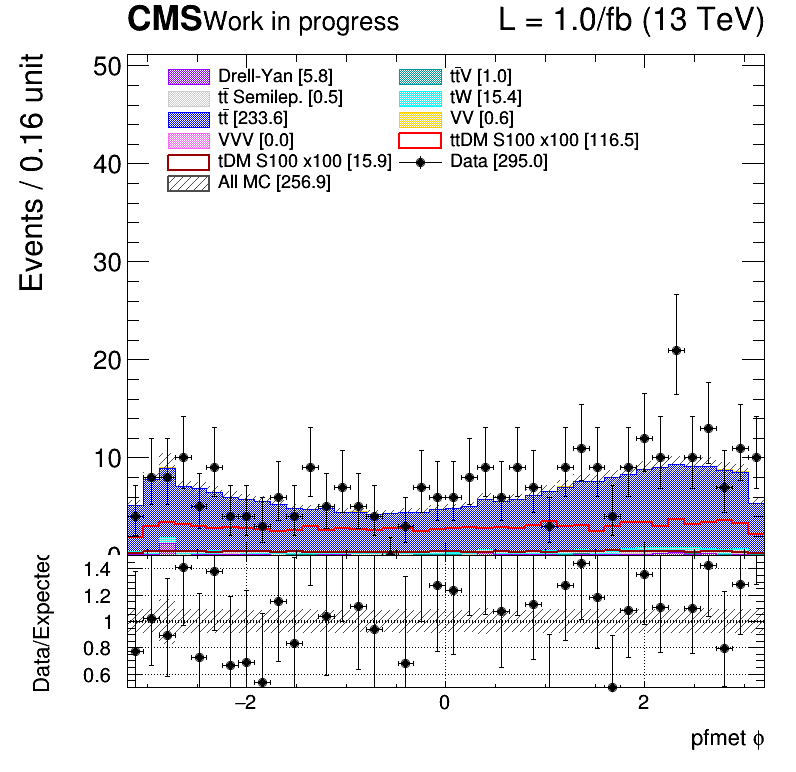 CMS Work in progress L = 1.0/fb (13 TeV)
Events / 0.16 unit
50
40
30
20
10
0
Drell-Yan [5.8] tt̄V [1.0]
tt̄ Semilep. [0.5] tW [15.4]
tt̄ [233.6] VV [0.6]
VVV [0.0] ttDM S100 x100 [116.5]
tDM S100 x100 [15.9] Data [295.0]
All MC [256.9]
Data/Expected
1.4
1.2
1
0.8
0.6
−2 0 2
pfmet ϕ